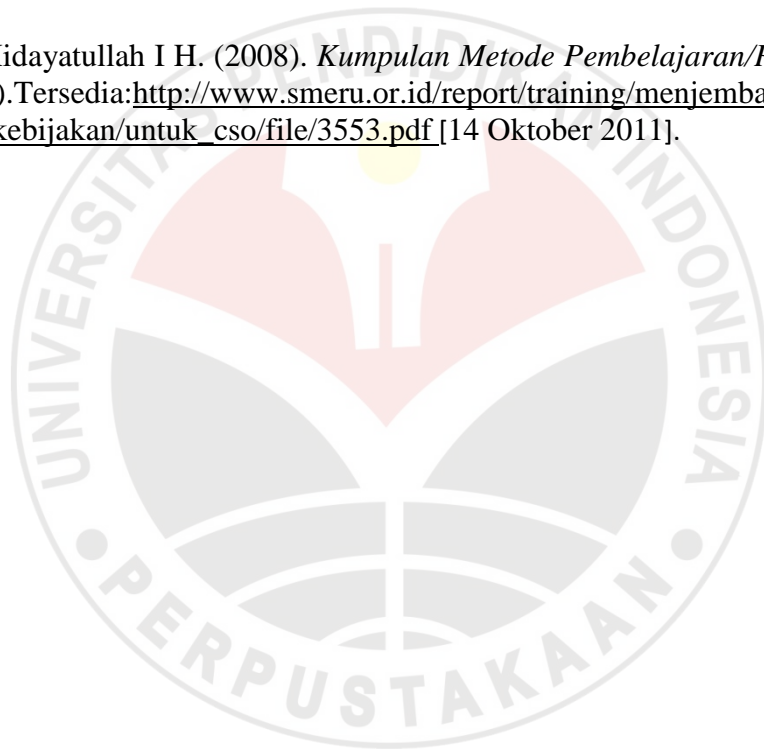 idayatullah I H. (2008). Kumpulan Metode Pembelajaran/
).Tersedia:http://www.smeru.or.id/report/training/menjemba
kebijakan/untuk_cso/file/3553.pdf [14 Oktober 2011].
UNIVERSITAS PENDIDIKAN INDONESIA
PERPUSTAKAAN